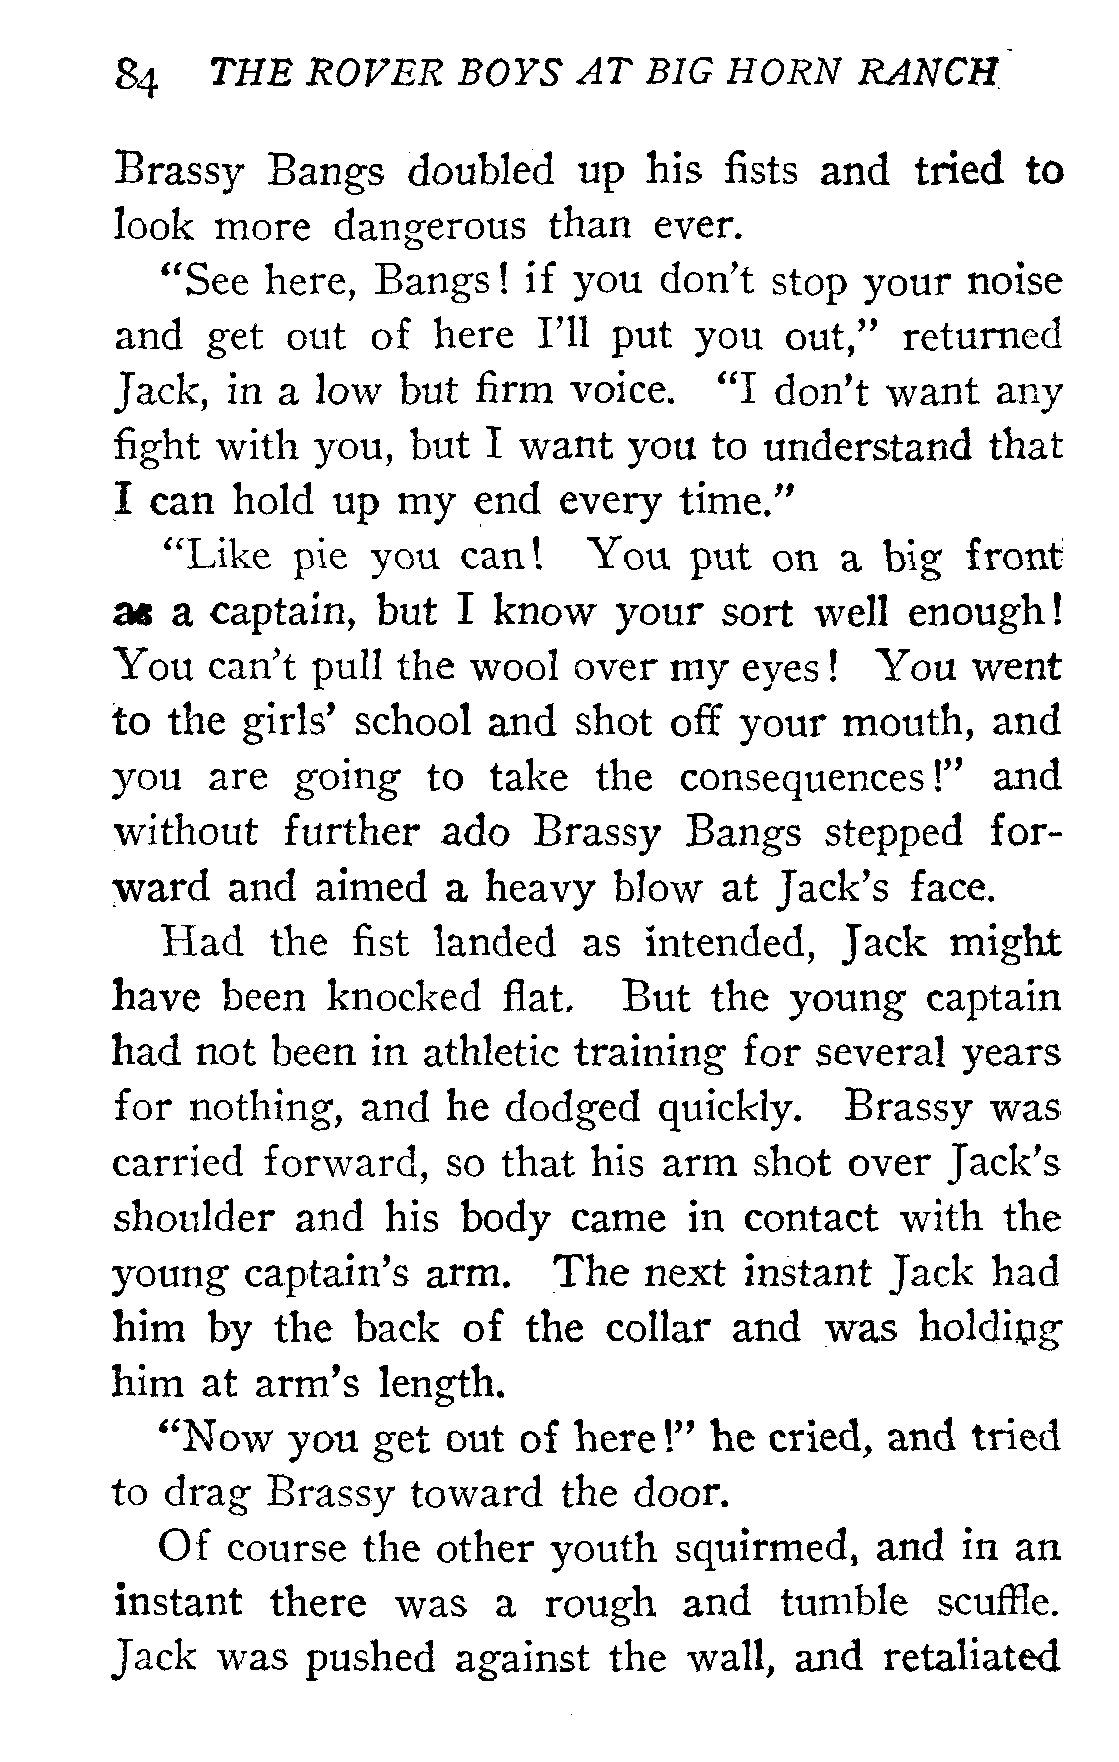 84 THE ROVER BOYS AT BIG HORN RANCH
Brassy Bangs doubled up his fists and tried to
look more dangerous than ever.
“See here, Bangs! if you don’t stop your noise
and get out of here I’ll put you out,” returned
Jack, in a low but firm voice. “I don’t want any
fight with you, but I want you to understand that
I can hold up my end every time.”
“Like pie you can! You put on a big front
as a captain, but I know your sort well enough!
You can’t pull the wool over my eyes! You went
to the girls’ school and shot off your mouth, and
you are going to take the consequences!” and
without further ado Brassy Bangs stepped for-
ward and aimed a heavy blow at Jack’s face.
Had the fist landed as intended, Jack might
have been knocked flat. But the young captain
had not been in athletic training for several years
for nothing, and he dodged quickly. Brassy was
carried forward, so that his arm shot over Jack’s
shoulder and his body came in contact with the
young captain’s arm. The next instant Jack had
him by the back of the collar and was holding
him at arm’s length.
“Now you get out of here!” he cried, and tried
to drag Brassy toward the door.
Of course the other youth squirmed, and in an
instant there was a rough and tumble scuffle.
Jack was pushed against the wall, and retaliated